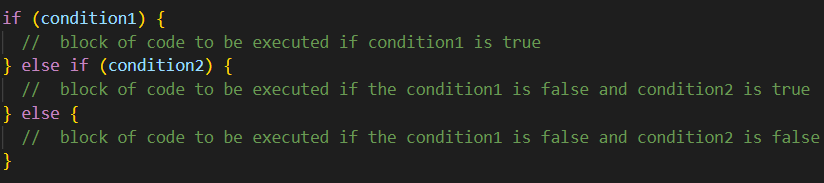 if (condition1) {
  //  block of code to be executed if condition1 is true
} else if (condition2) {
  //  block of code to be executed if the condition1 is false and condition2 is true
} else {
  //  block of code to be executed if the condition1 is false and condition2 is false
}